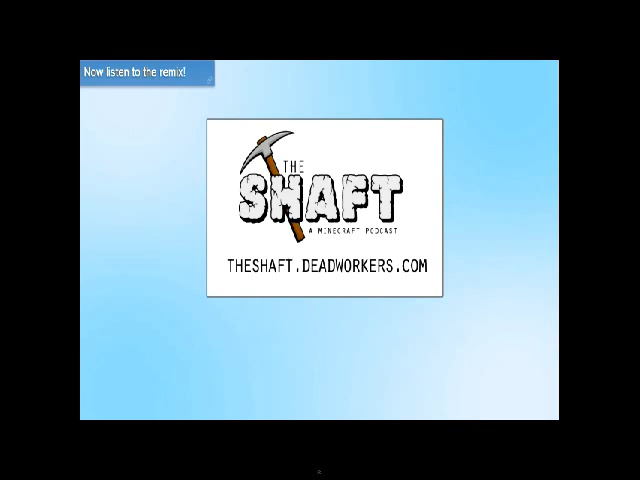 Now listen to the remix!
THE
SHAFT
A MINECRAFT PODCAST
THESHAFT.DEADWORKERS.COM